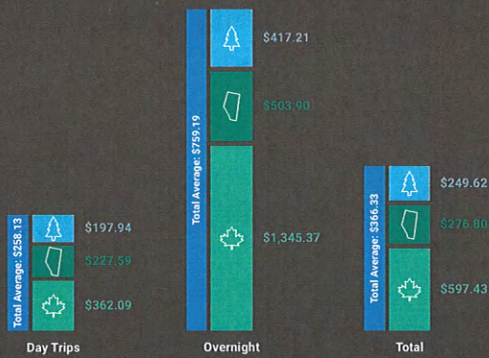 $417.21
$503.90
Total Average: $759.19
$1,345.37
$249.62
Total Average: $366.33
$276.80
$597.43
Total Average: $258.13
$197.94
$227.59
$362.09
Day Trips
Overnight
Total